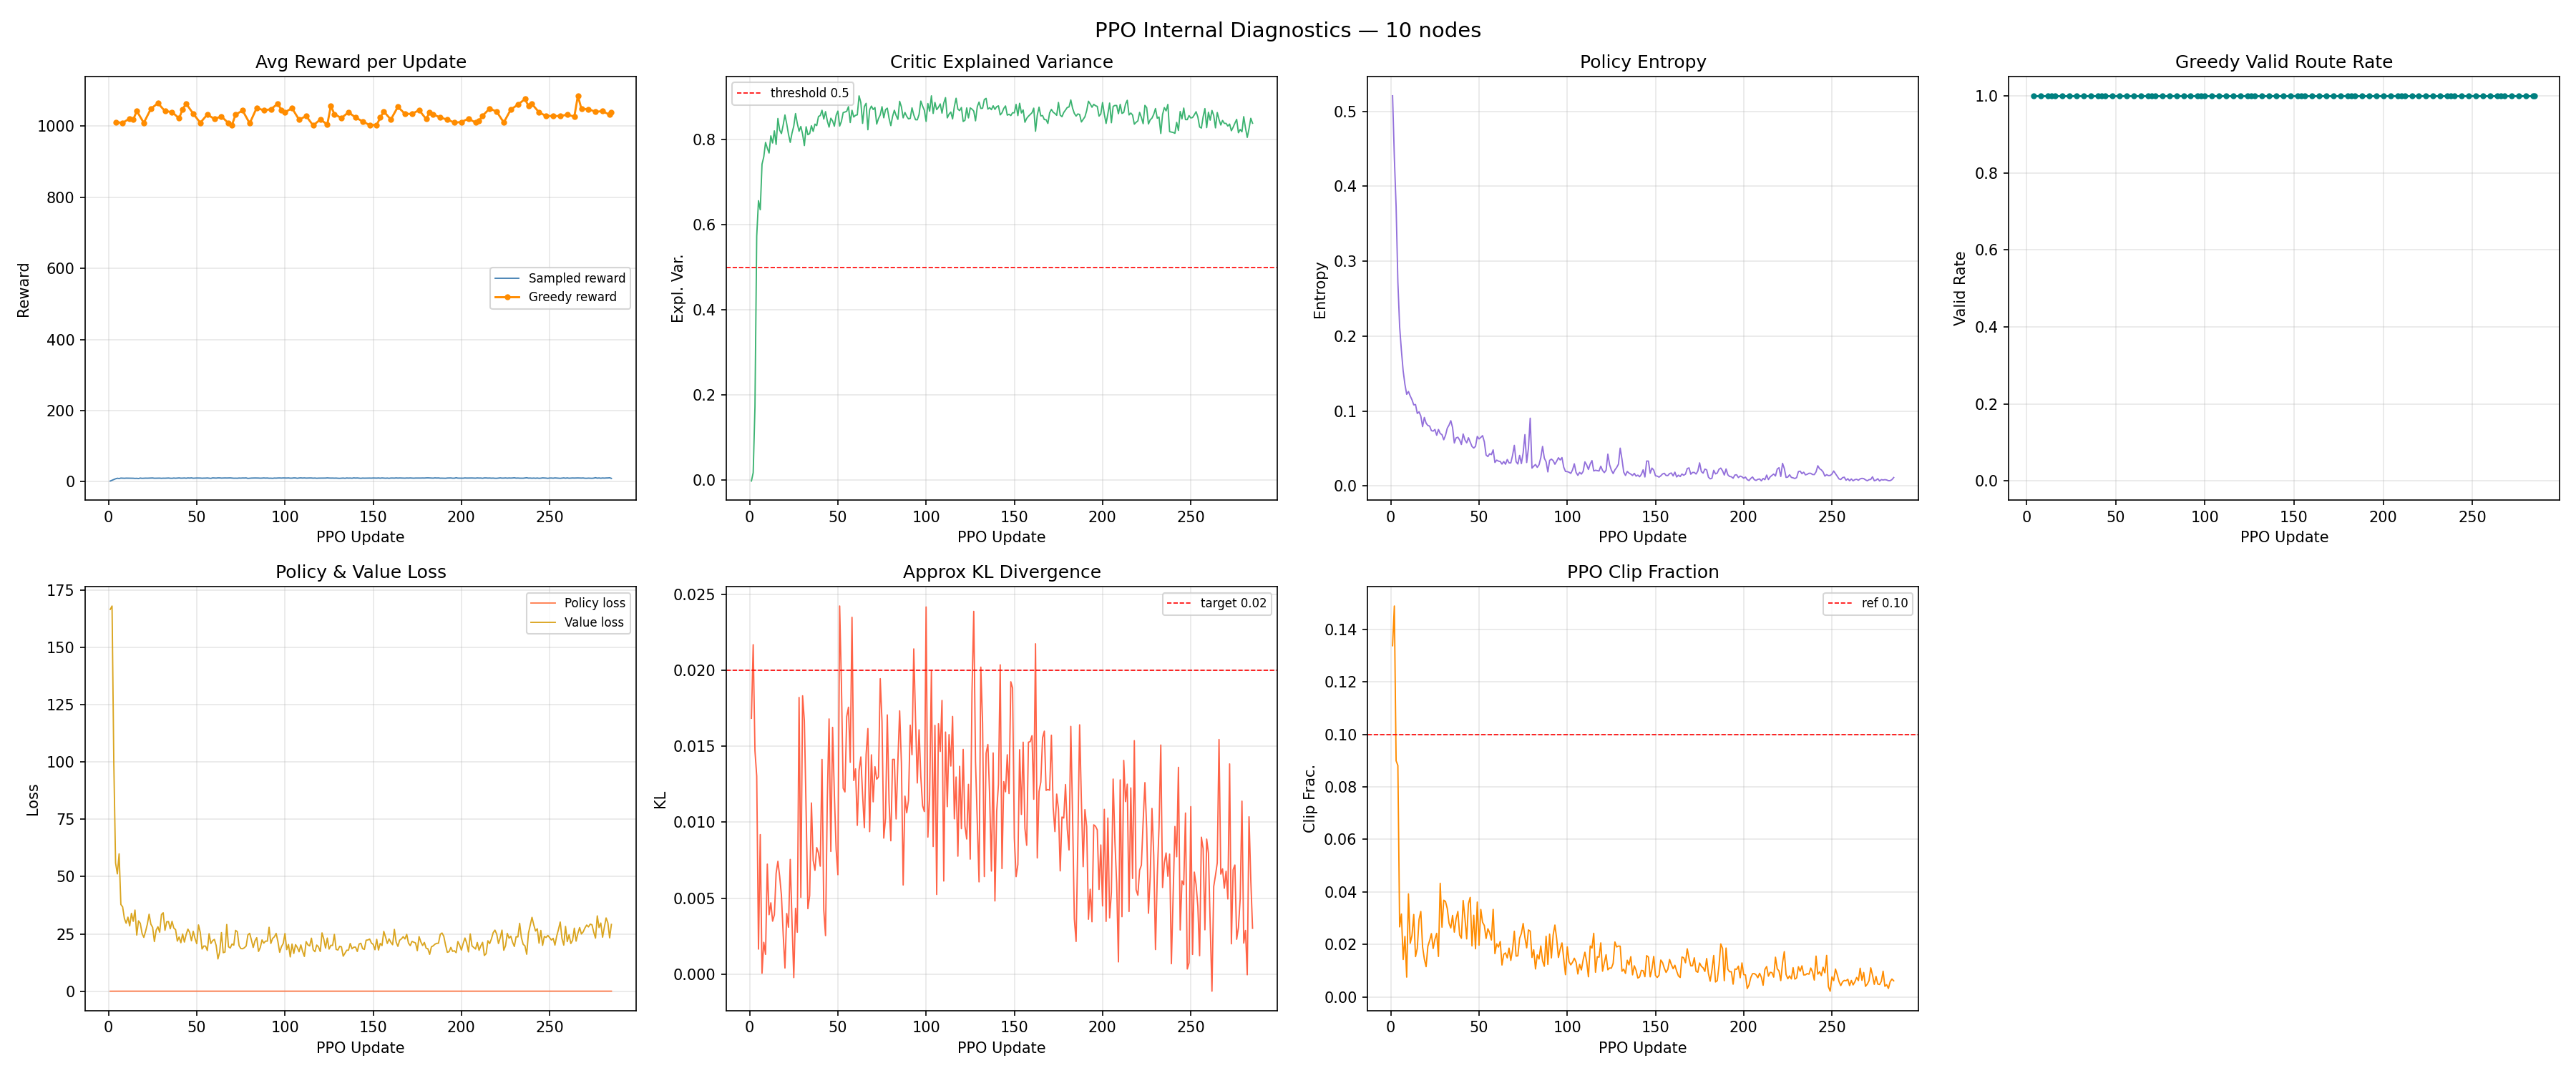 PPO Internal Diagnostics — 10 nodes
Avg Reward per Update
Reward
1000
800
600
400
200
0
0 50 100 150 200 250
PPO Update
Sampled reward
Greedy reward
Critic Explained Variance
Expl. Var.
threshold 0.5
0.8
0.6
0.4
0.2
0.0
0 50 100 150 200 250
PPO Update
Policy Entropy
Entropy
0.5
0.4
0.3
0.2
0.1
0.0
0 50 100 150 200 250
PPO Update
Greedy Valid Route Rate
Valid Rate
1.0
0.8
0.6
0.4
0.2
0.0
0 50 100 150 200 250
PPO Update
Policy & Value Loss
Loss
175
150
125
100
75
50
25
0
0 50 100 150 200 250
PPO Update
Policy loss
Value loss
Approx KL Divergence
KL
target 0.02
0.025
0.020
0.015
0.010
0.005
0.000
0 50 100 150 200 250
PPO Update
PPO Clip Fraction
Clip Frac.
ref 0.10
0.14
0.12
0.10
0.08
0.06
0.04
0.02
0.00
0 50 100 150 200 250
PPO Update